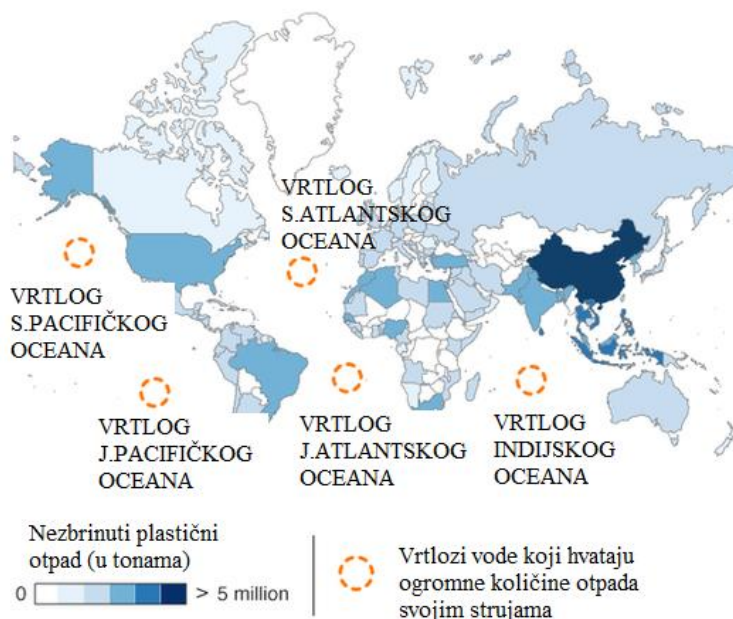 VRTLOG
S.ATLANTSKOG
OCEANA
VRTLOG
S.PACIFIČKOG
OCEANA
VRTLOG
J.PACIFIČKOG
OCEANA
VRTLOG
J.ATLANTSKOG
OCEANA
VRTLOG
INDIJSKOG
OCEANA
Nezbrinuti plastični
otpad (u tonama)
0 > 5 million
Vrtlozi vode koji hvataju
ogromne količine otpada
svojim strujama